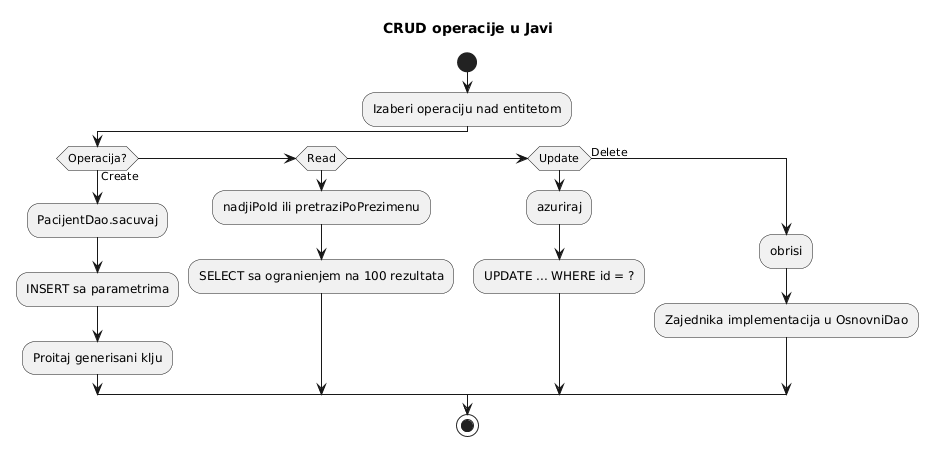 CRUD operacije u Javi
Izaberi operaciju nad entitetom
Operacija?
Create
PacijentDao.sacuvaj
INSERT sa parametrima
Proitaj generisani klju
Read
nadjiPoId ili pretraziPoPrezimenu
SELECT sa ogranienjem na 100 rezultata
Update
azuriraj
UPDATE ... WHERE id = ?
Delete
obrisi
Zajednika implementacija u OsnovniDao